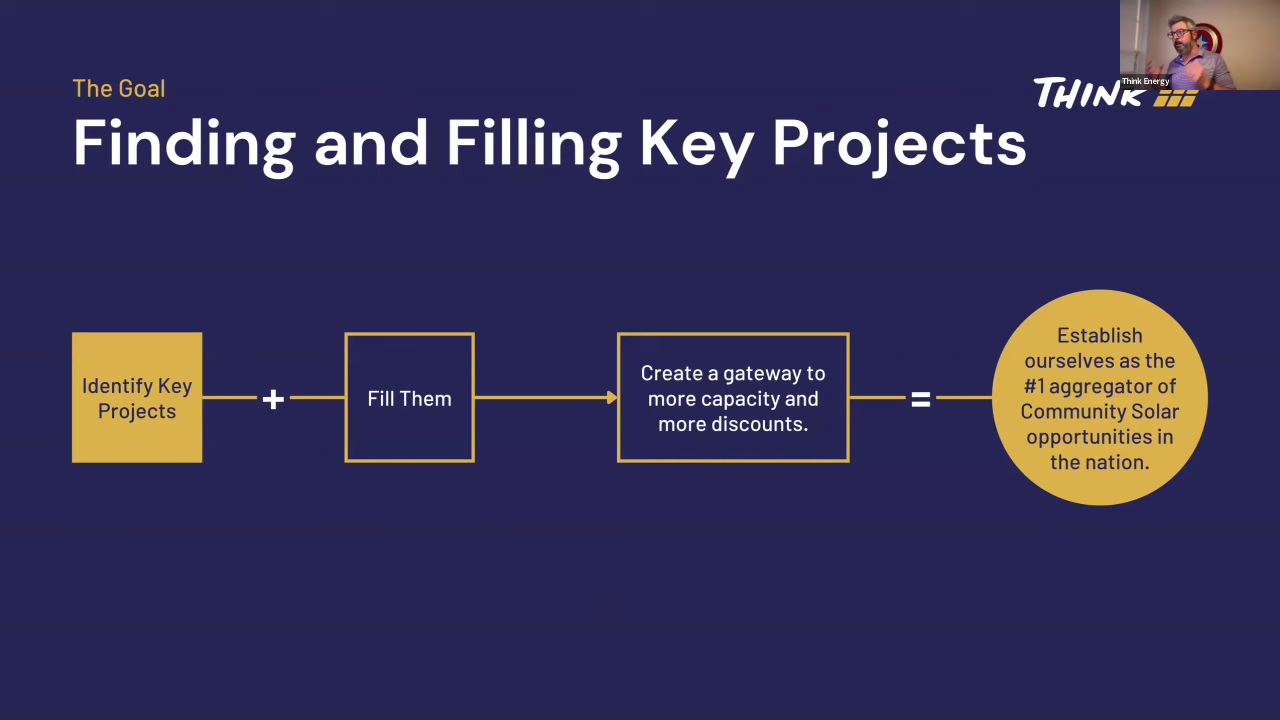 The Goal
Finding and Filling Key Projects
THINK
Think Energy
Identify Key
Projects
+
Fill Them
Create a gateway to
more capacity and
more discounts.
=
Establish
ourselves as the
#1 aggregator of
Community Solar
opportunities in
the nation.